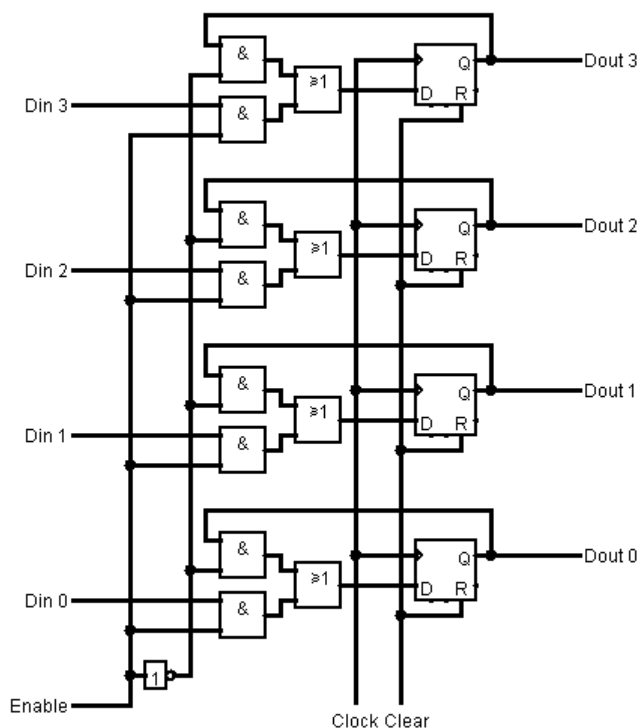 &
≥1
Q
Dout 3
Din 3
&
D
R
&
≥1
Q
Dout 2
Din 2
&
D
R
&
≥1
Q
Dout 1
Din 1
&
D
R
&
≥1
Q
Dout 0
Din 0
&
D
R
1
Enable
Clock Clear